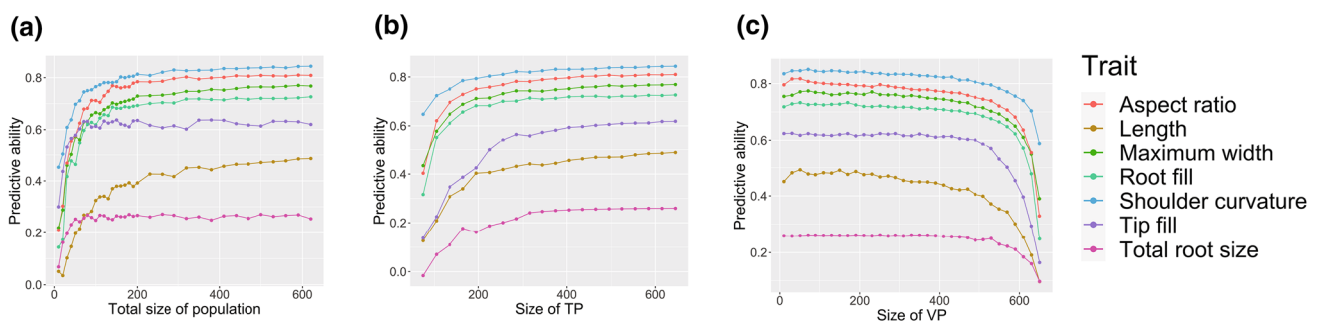 (a)
Predictive ability
0.8
0.6
0.4
0.2
0.0
0 200 400 600
Total size of population
(b)
Predictive ability
0.8
0.6
0.4
0.2
0.0
200 400 600
Size of TP
(c)
Predictive ability
0.8
0.6
0.4
0.2
0 200 400 600
Size of VP
Trait
Aspect ratio
Length
Maximum width
Root fill
Shoulder curvature
Tip fill
Total root size